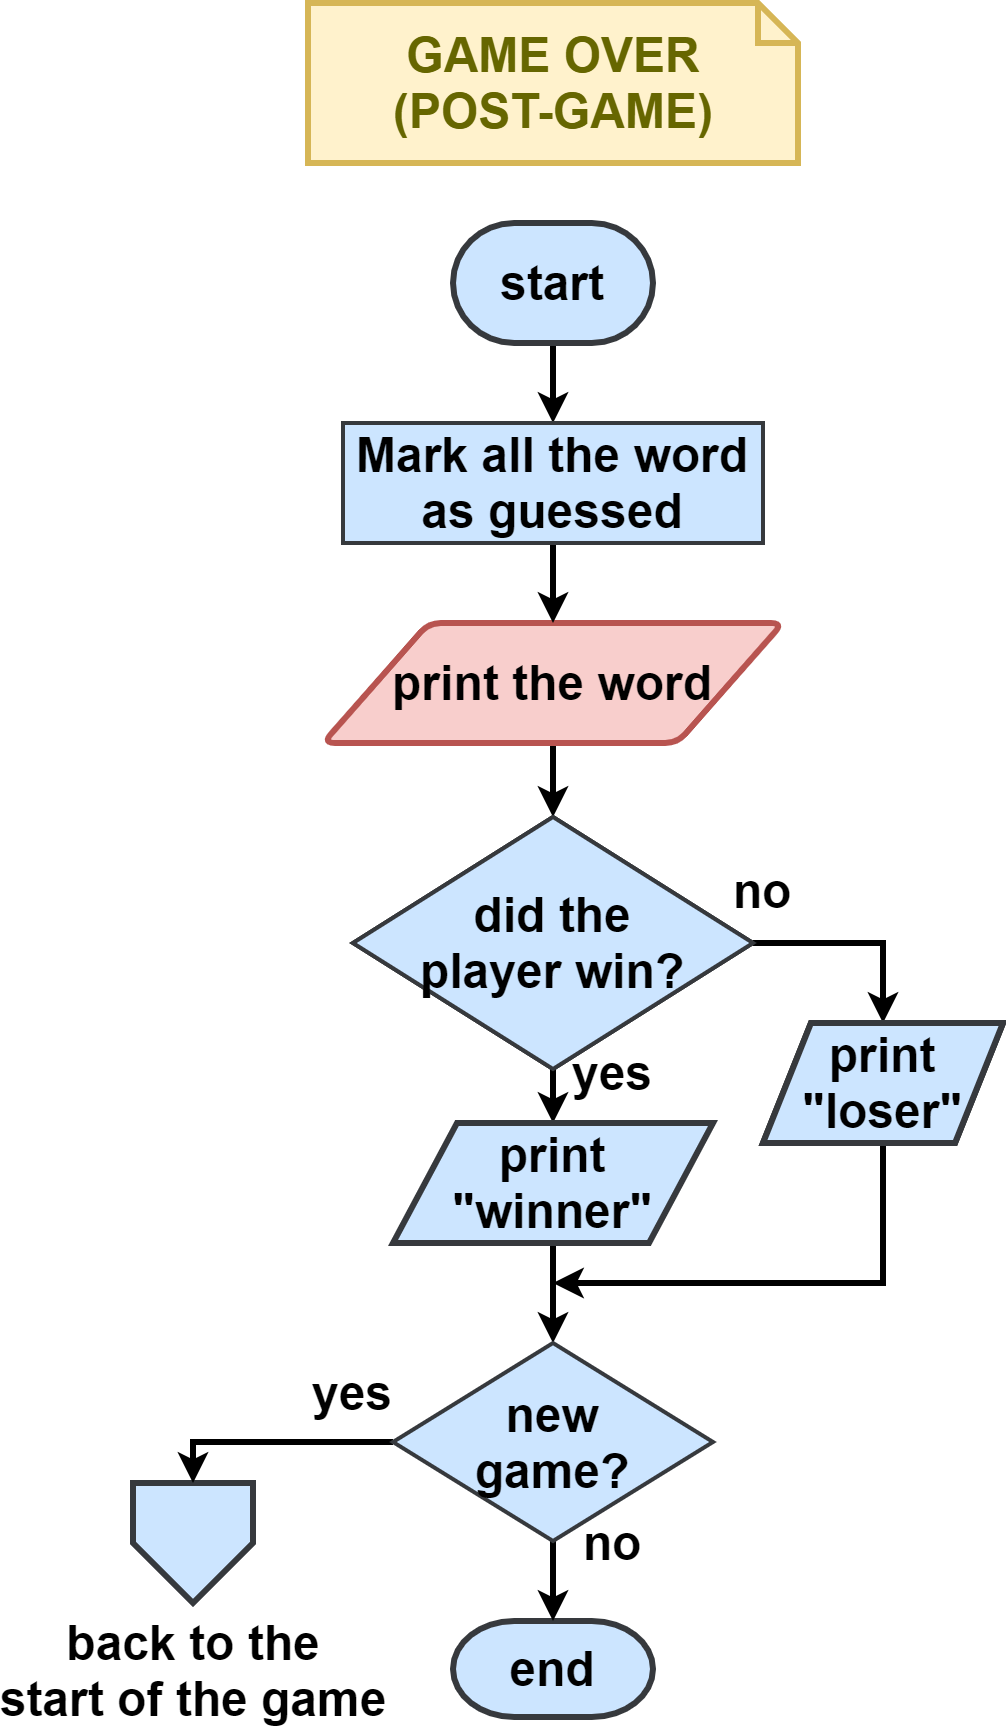 GAME OVER
(POST-GAME)
start
Mark all the word
as guessed
print the word
did the
player win?
no
print
"loser"
yes
print
"winner"
yes
new
game?
no
back to the
start of the game
end